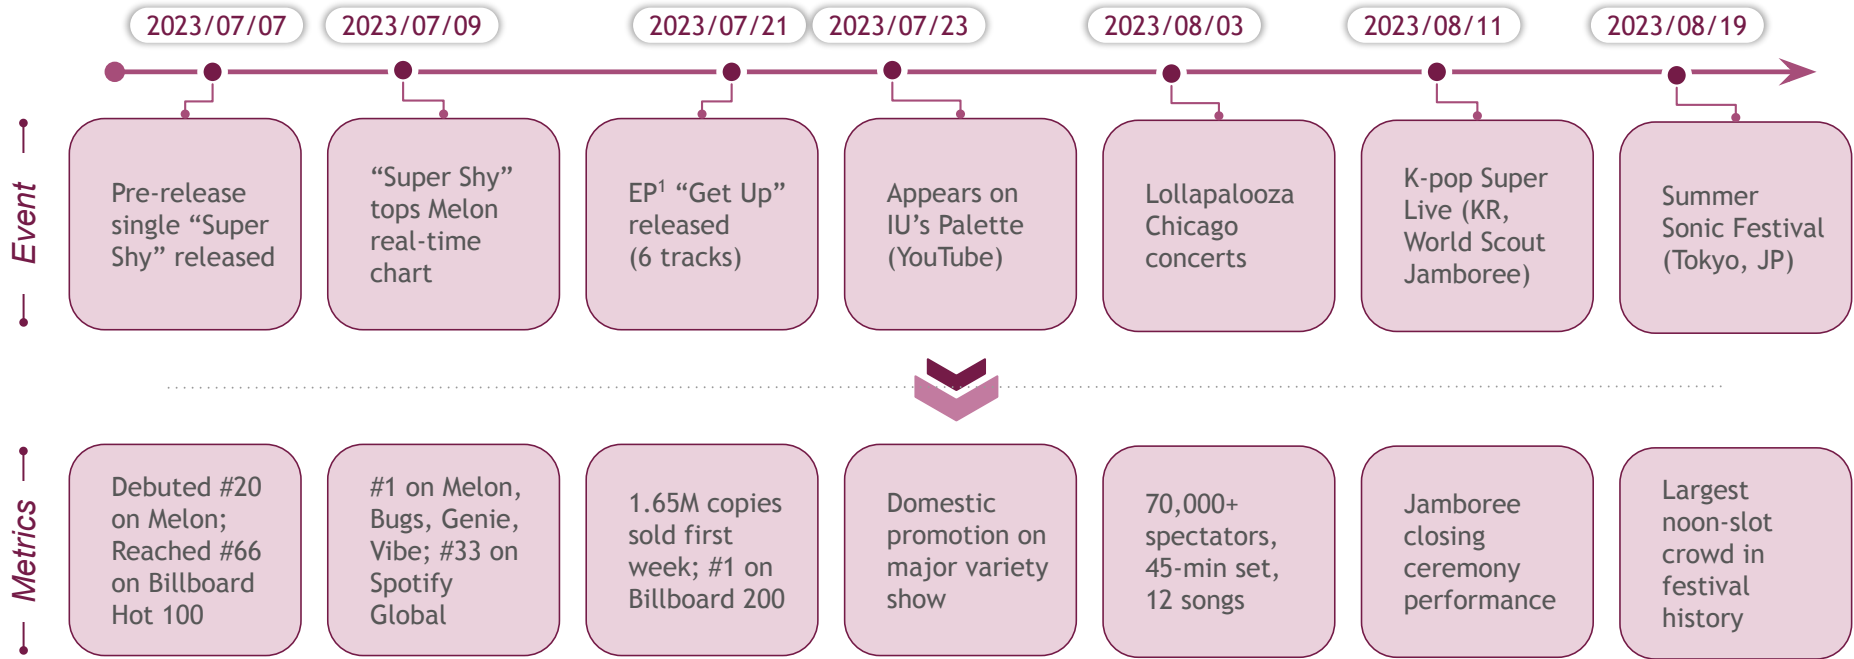 2023/07/07
2023/07/09
2023/07/21
2023/07/23
2023/08/03
2023/08/11
2023/08/19
Event
Pre-release
single “Super
Shy” released
“Super Shy”
tops Melon
real-time
chart
EP¹ “Get Up”
released
(6 tracks)
Appears on
IU’s Palette
(YouTube)
Lollapalooza
Chicago
concerts
K-pop Super
Live (KR,
World Scout
Jamboree)
Summer
Sonic Festival
(Tokyo, JP)
Metrics
Debuted #20
on Melon;
Reached #66
on Billboard
Hot 100
#1 on Melon,
Bugs, Genie,
Vibe; #33 on
Spotify
Global
1.65M copies
sold first
week; #1 on
Billboard 200
Domestic
promotion on
major variety
show
70,000+
spectators,
45-min set,
12 songs
Jamboree
closing
ceremony
performance
Largest
noon-slot
crowd in
festival
history